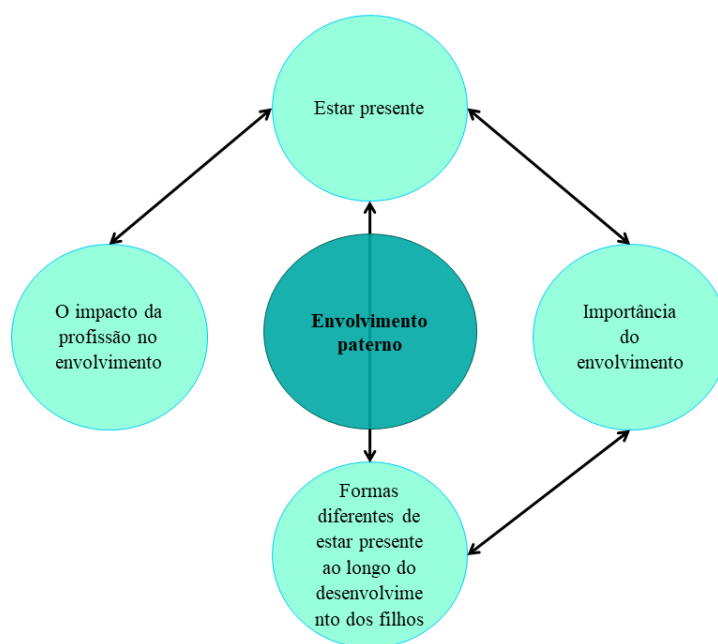 Estar presente
O impacto da
profissão no
envolvimento
Envolvimento
paterno
Importância
do
envolvimento
Formas
diferentes de
estar presente
ao longo do
desenvolvime
nto dos filhos